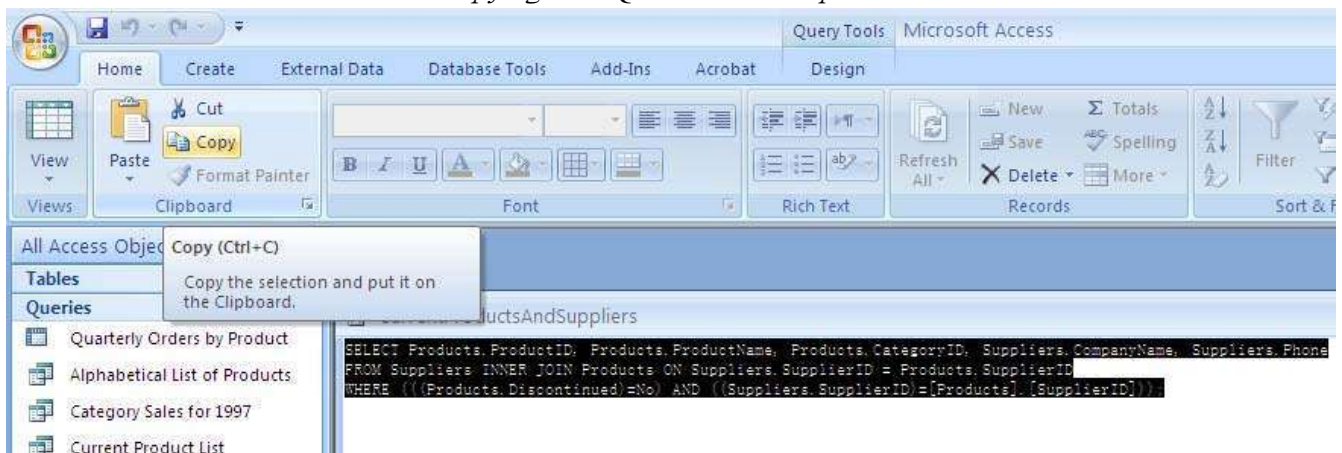 Query Tools Microsoft Access
Home Create External Data Database Tools Add-Ins Acrobat Design
Cut
Copy
Format Painter
View
Paste
B I U A
ab
Refresh
All
New
Save
Delete
Σ Totals
Spelling
More
Filter
Views Clipboard Font Rich Text Records Sort & F
All Access Objec
Copy (Ctrl+C)
Copy the selection and put it on
the Clipboard.
Tables
Queries
Quarterly Orders by Product
Alphabetical List of Products
Category Sales for 1997
Current Product List
uctsAndSuppliers
SELECT Products.ProductID, Products.ProductName, Products.CategoryID, Suppliers.CompanyName, Suppliers.Phone
FROM Suppliers INNER JOIN Products ON Suppliers.SupplierID = Products.SupplierID
WHERE (((Products.Discontinued)=No) AND ((Suppliers.SupplierID)=[Products].[SupplierID]));